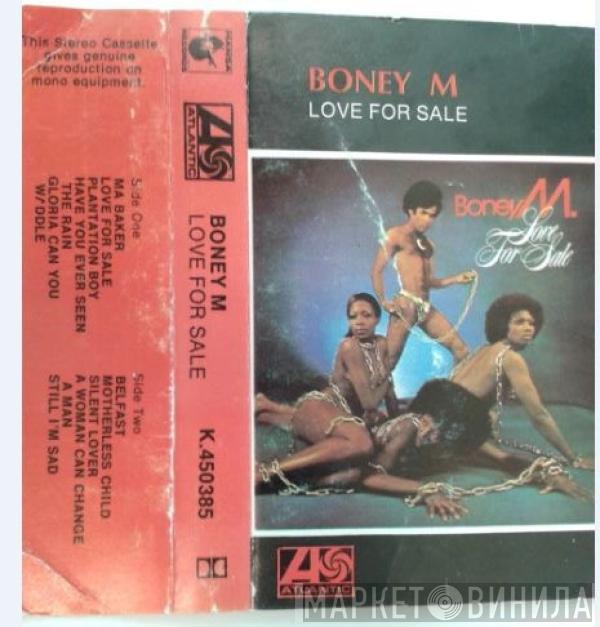 This Stereo Cassette
gives genuine
reproduction on
mono equipment.
Side One
MA BAKER
LOVE FOR SALE
PLANTATION BOY
HAVE YOU EVER SEEN
THE RAIN
GLORIA CAN YOU
W/DDLE
Side Two
BELFAST
MOTHERLESS CHILD
SILENT LOVER
A WOMAN CAN CHANGE
A MAN
STILL I'M SAD
HANSA
RECORDS
ATLANTIC
BONEY M
LOVE FOR SALE
K.450385
BONEY M
LOVE FOR SALE
Boney M.
Love
For Sale
ATLANTIC
МАРКЕТ ВИНИЛА